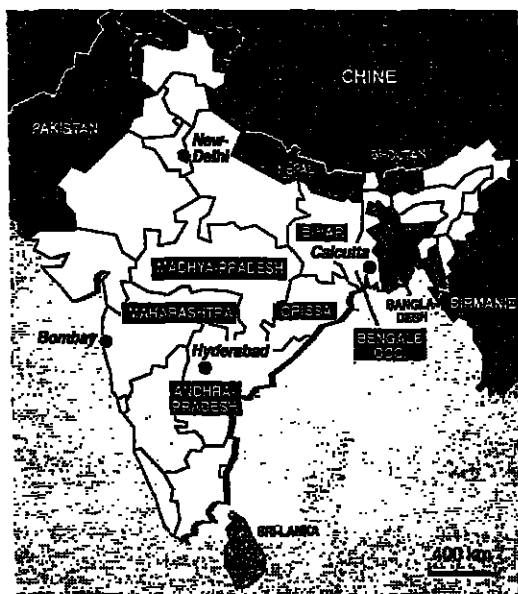 CHINE
PAKISTAN
New-
Delhi
NEPAL
BHOUTAN
BIHAR
Calcutta
MADHYA-PRADESH
BANGLA-
DESH
BIRMANIE
MAHARASHTRA
ORISSA
BENGALE
OCC.
Bombay
Hyderabad
ANDHRA-
PRADESH
SRI-LANKA
400 km